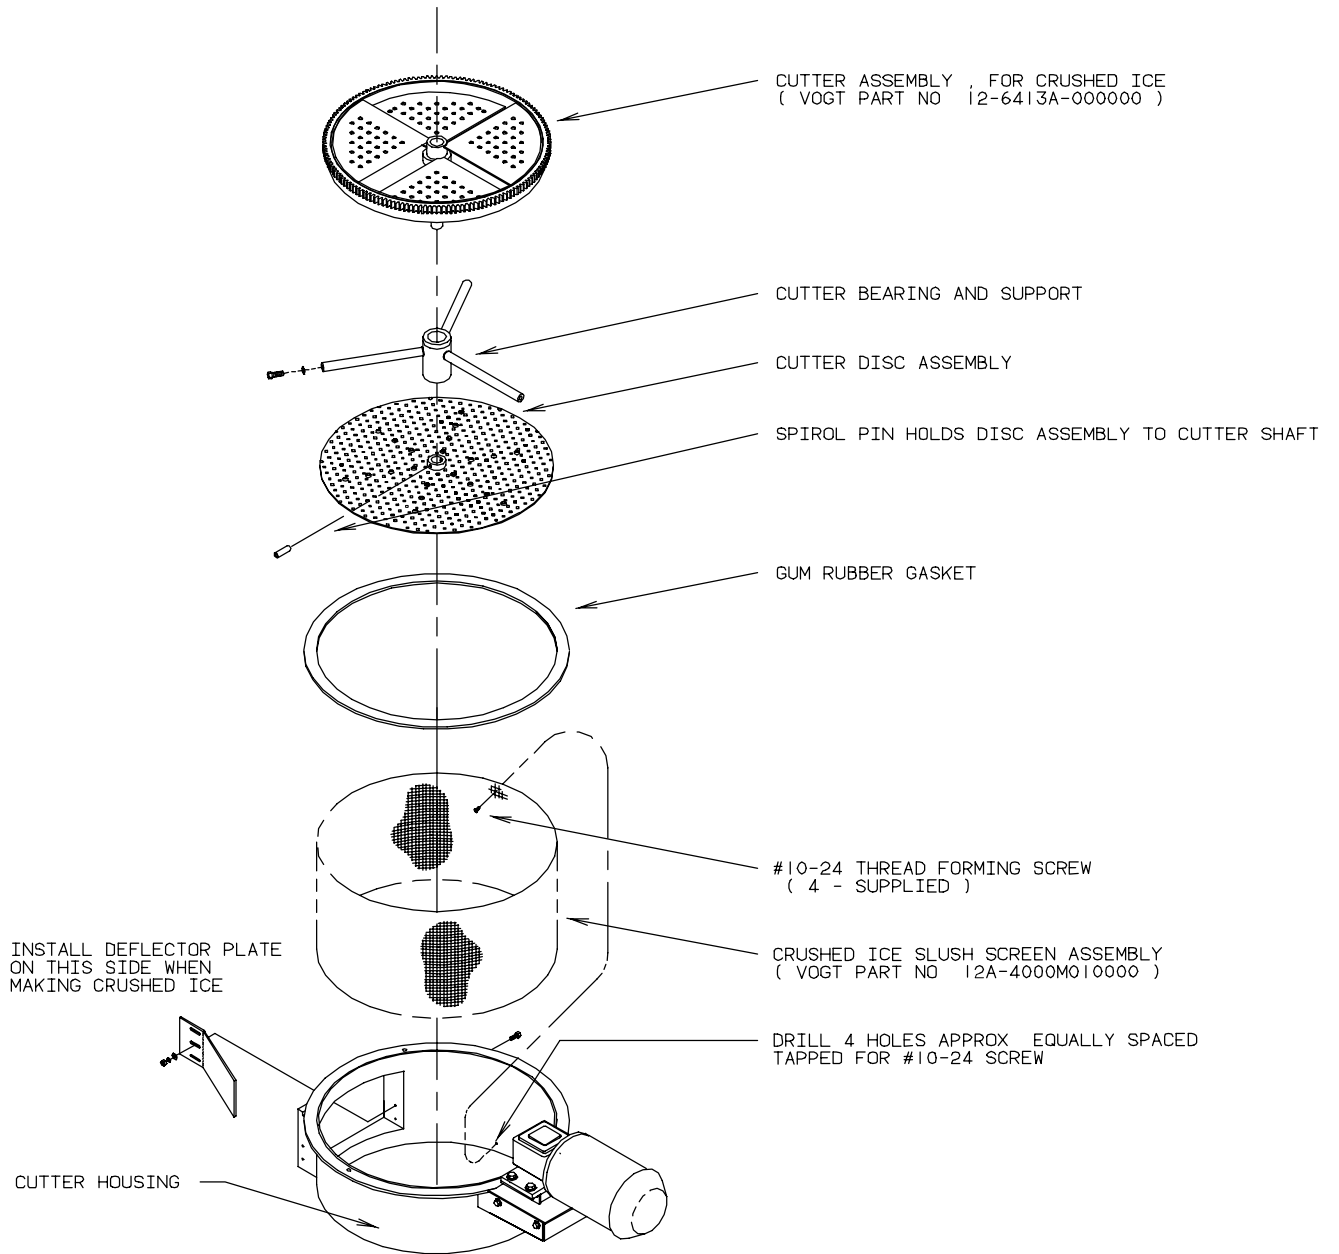 CUTTER ASSEMBLY , FOR CRUSHED ICE
( VOGT PART NO 12-6413A-000000 )
CUTTER BEARING AND SUPPORT
CUTTER DISC ASSEMBLY
SPIROL PIN HOLDS DISC ASSEMBLY TO CUTTER SHAFT
GUM RUBBER GASKET
#10-24 THREAD FORMING SCREW
( 4 - SUPPLIED )
INSTALL DEFLECTOR PLATE
ON THIS SIDE WHEN
MAKING CRUSHED ICE
CRUSHED ICE SLUSH SCREEN ASSEMBLY
( VOGT PART NO 12A-4000M010000 )
DRILL 4 HOLES APPROX EQUALLY SPACED
TAPPED FOR #10-24 SCREW
CUTTER HOUSING